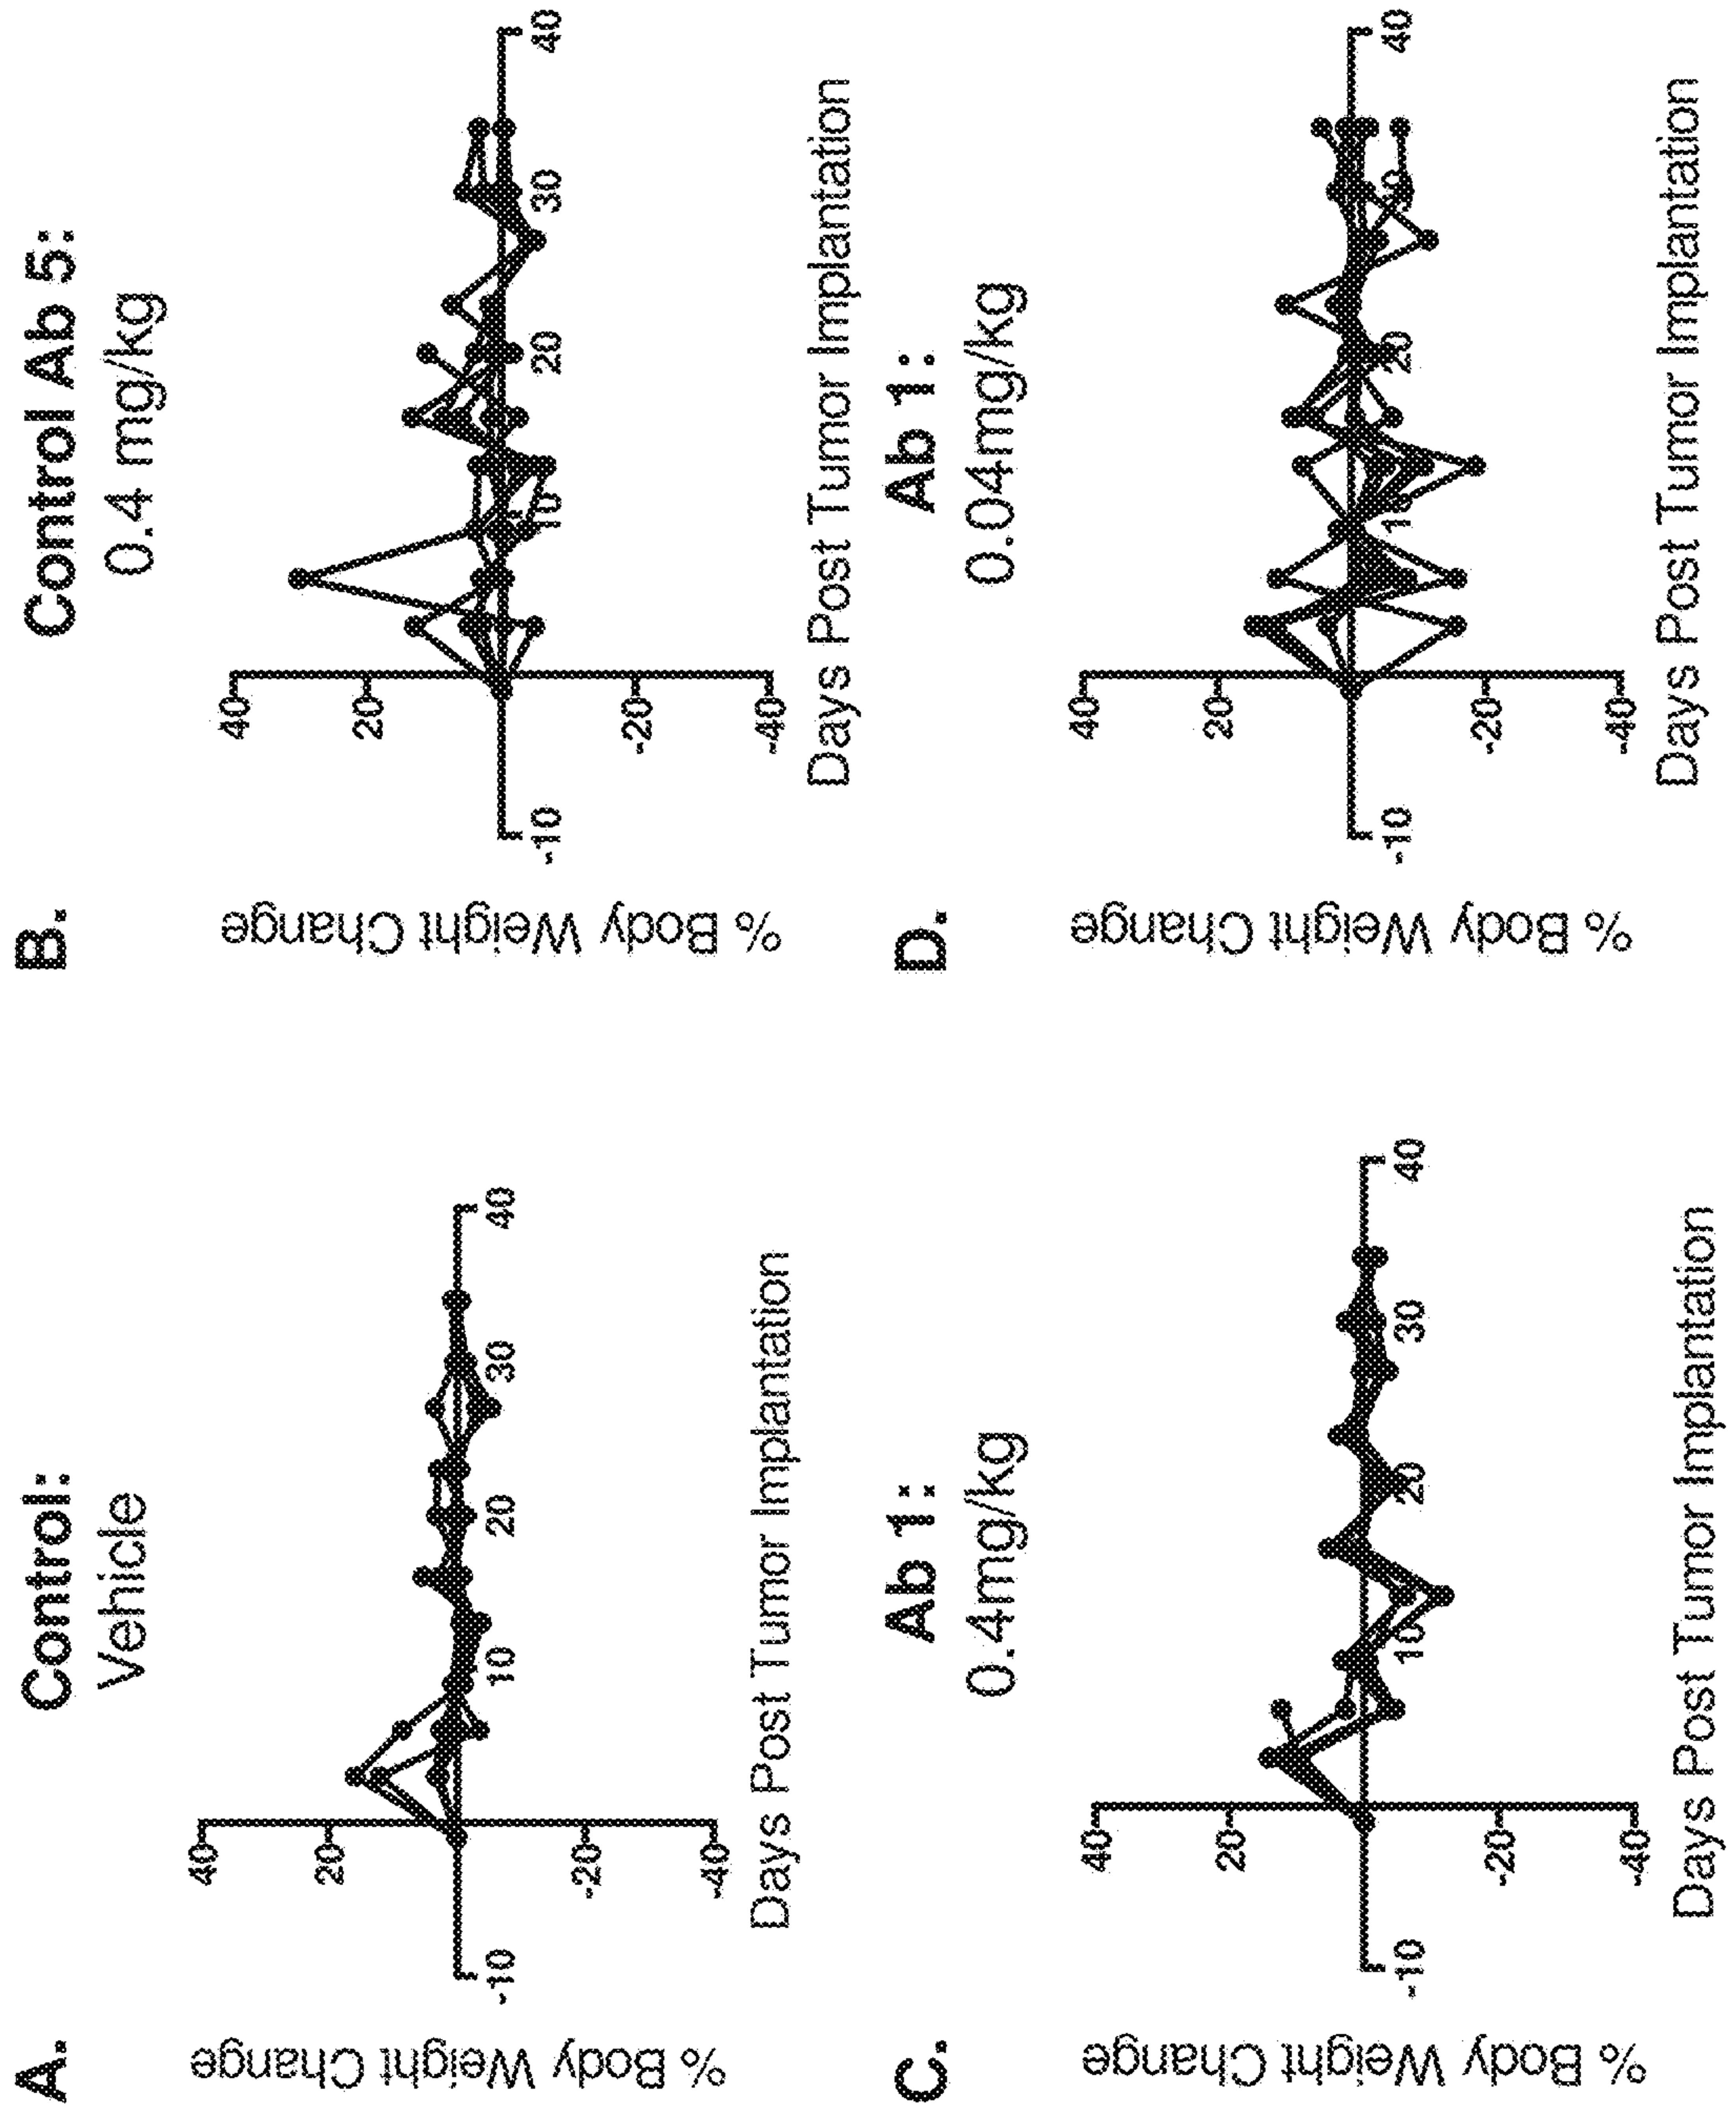 A.
Control:
Vehicle
% Body Weight Change
40
20
-20
-40
-10
10
20
30
40
Days Post Tumor Implantation
B.
Control Ab 5:
0.4 mg/kg
% Body Weight Change
40
20
-20
-40
-10
10
20
30
40
Days Post Tumor Implantation
C.
Ab 1:
0.4mg/kg
% Body Weight Change
40
20
-20
-40
-10
10
20
30
40
Days Post Tumor Implantation
D.
Ab 1:
0.04mg/kg
% Body Weight Change
40
20
-20
-40
-10
10
20
30
40
Days Post Tumor Implantation